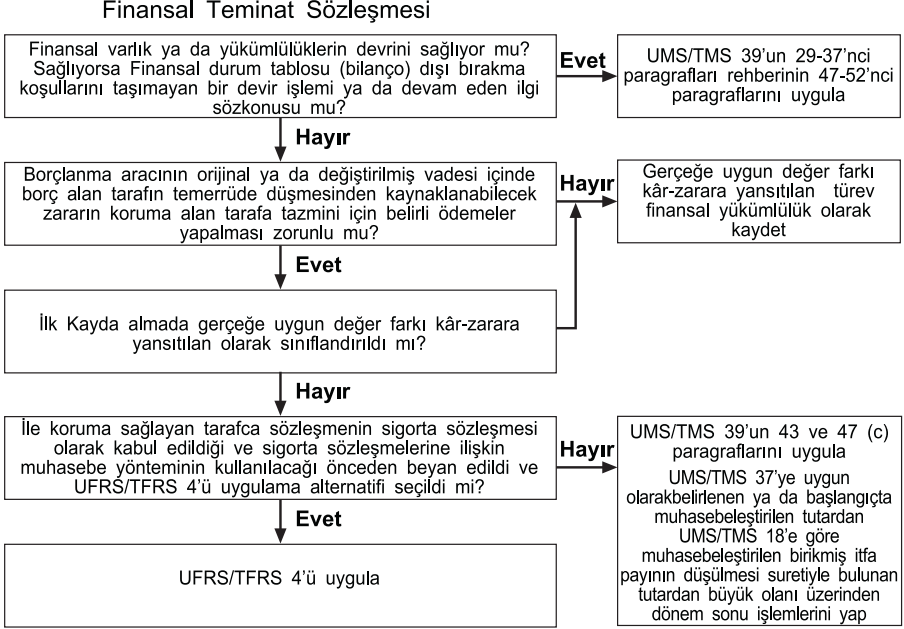 Finansal Teminat Sözleşmesi
Finansal varlık ya da yükümlülüklerin devrini sağlıyor mu?
Sağlıyorsa Finansal durum tablosu (bilanço) dışı bırakma
koşullarını taşımayan bir devir işlemi ya da devam eden ilgi
sözkonusu mu?
Evet
UMS/TMS 39'un 29-37'nci
paragrafları rehberinin 47-52'nci
paragraflarını uygula
Hayır
Borçlanma aracının orijinal ya da değiştirilmiş vadesi içinde
borç alan tarafın temerrüde düşmesinden kaynaklanabilecek
zararın koruma alan tarafa tazmini için belirli ödemeler
yapalması zorunlu mu?
Hayır
Gerçeğe uygun değer farkı
kâr-zarara yansıtılan türev
finansal yükümlülük olarak
kaydet
Evet
İlk Kayda almada gerçeğe uygun değer farkı kâr-zarara
yansıtılan olarak sınıflandırıldı mı?
Hayır
İle koruma sağlayan tarafca sözleşmenin sigorta sözleşmesi
olarak kabul edildiği ve sigorta sözleşmelerine ilişkin
muhasebe yönteminin kullanılacağı önceden beyan edildi ve
UFRS/TFRS 4'ü uygulama alternatifi seçildi mi?
Hayır
UMS/TMS 39'un 43 ve 47 (c)
paragraflarını uygula
UMS/TMS 37'ye uygun
olarakbelirlenen ya da başlangıçta
muhasebeleştirilen tutardan
UMS/TMS 18'e göre
muhasebeleştirilen birikmiş itfa
payının düşülmesi suretiyle bulunan
tutardan büyük olanı üzerinden
dönem sonu işlemlerini yap
Evet
UFRS/TFRS 4'ü uygula